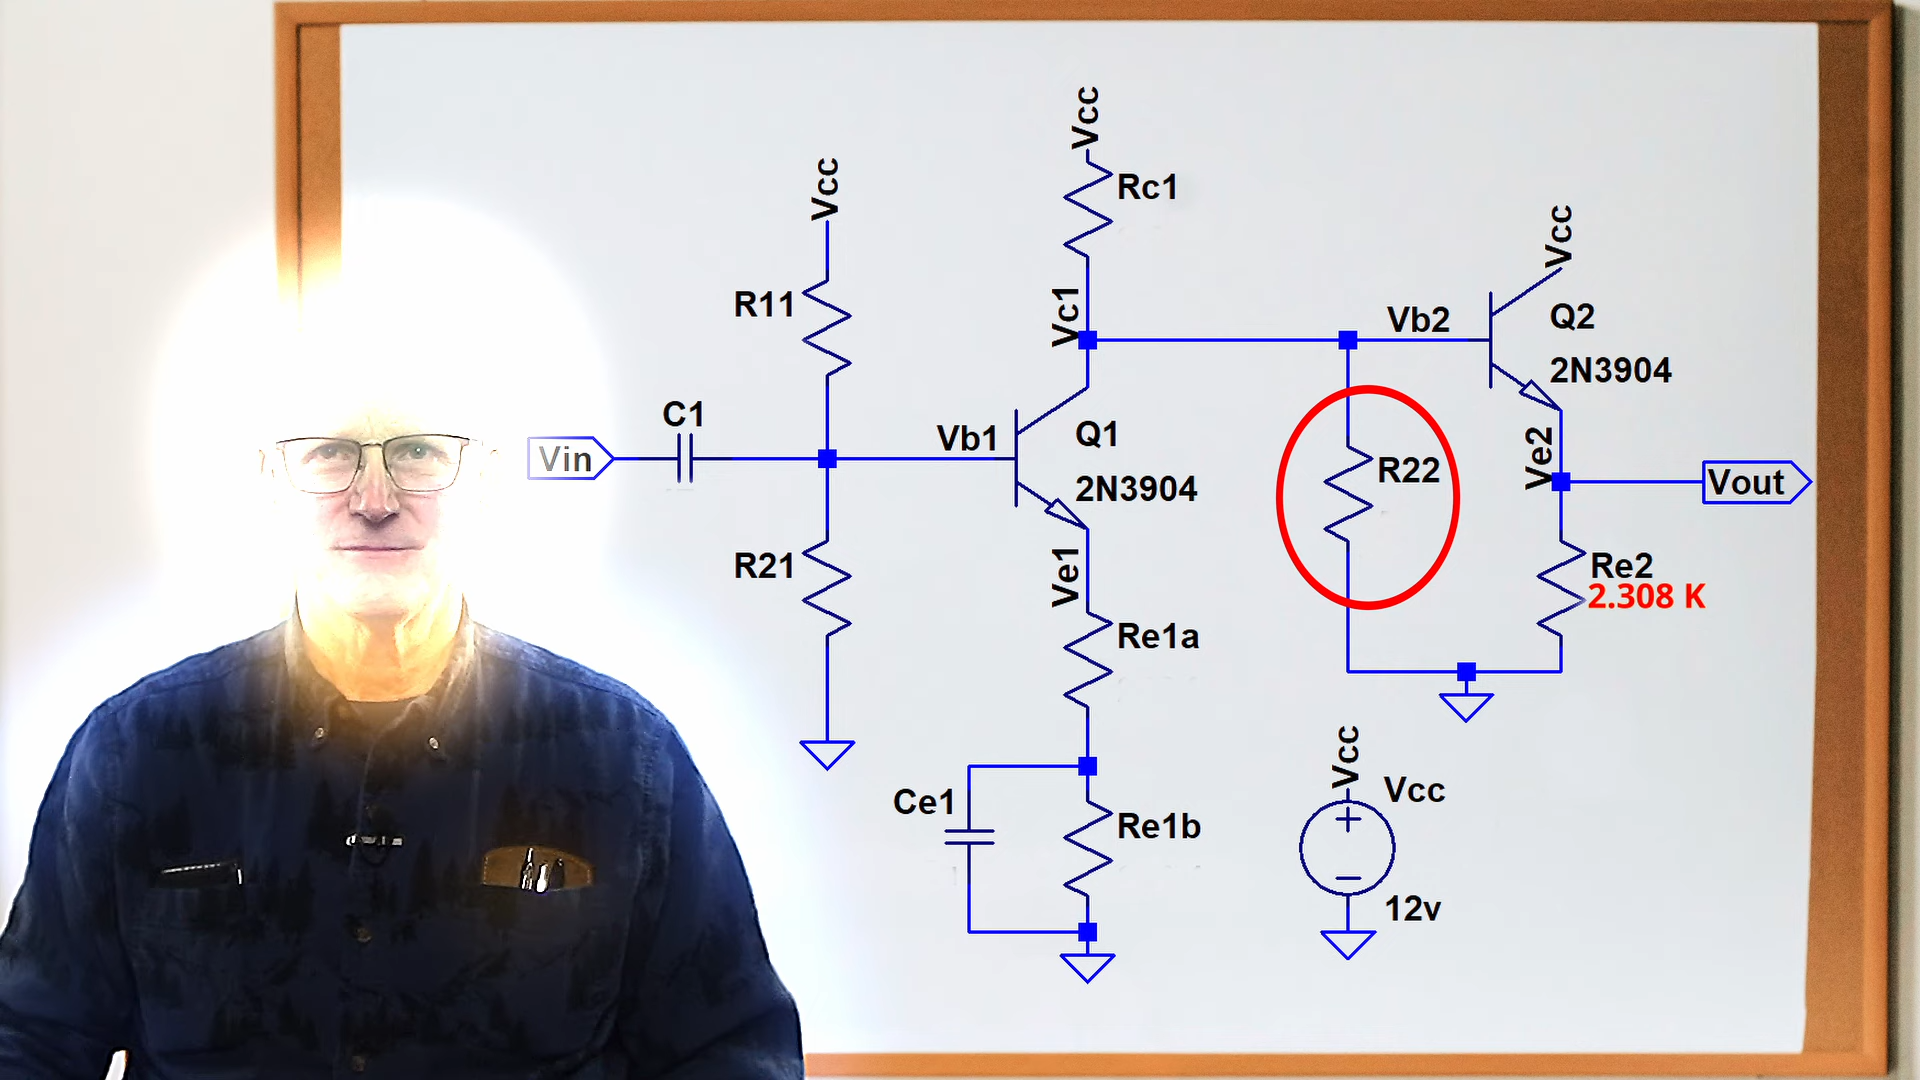 Vcc
Rc1
Vcc
R11
Vc1
Vcc
Vb2
Q2
2N3904
C1
Vb1
Q1
2N3904
Vin
R22
Ve2
Vout
R21
Ve1
Re1a
Re2
2.308 K
Ce1
Re1b
Vcc
Vcc
12v